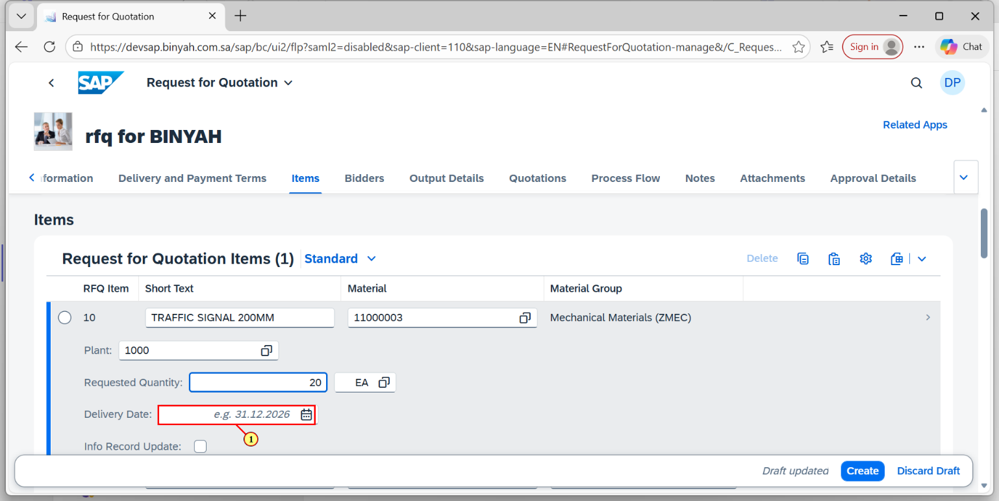 Request for Quotation
https://devsap.binyah.com.sa/sap/bc/ui2/flp?saml2=disabled&sap-client=110&sap-language=EN#RequestForQuotation-manage&/C_Reques...
Sign in
Chat
SAP
Request for Quotation
DP
rfq for BINYAH
Related Apps
nformation
Delivery and Payment Terms
Items
Bidders
Output Details
Quotations
Process Flow
Notes
Attachments
Approval Details
Items
Request for Quotation Items (1)
Standard
Delete
RFQ Item
Short Text
Material
Material Group
10
TRAFFIC SIGNAL 200MM
11000003
Mechanical Materials (ZMEC)
Plant:
1000
Requested Quantity:
20
EA
Delivery Date:
e.g. 31.12.2026
1
Info Record Update:
Draft updated
Create
Discard Draft